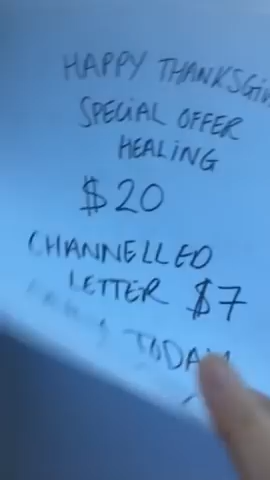 HAPPY THANKSGI
SPECIAL OFFER
HEALING
$20
CHANNELLED
LETTER $7
TODAY